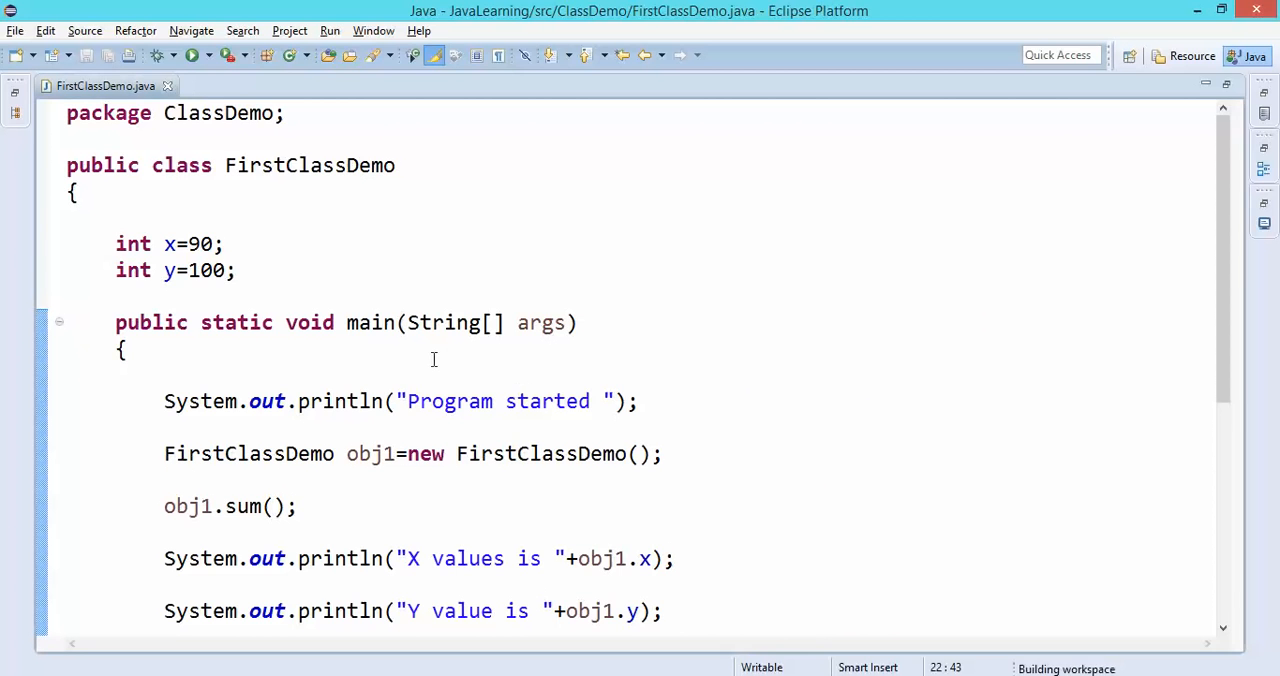 Java - JavaLearning/src/ClassDemo/FirstClassDemo.java - Eclipse Platform
File Edit Source Refactor Navigate Search Project Run Window Help
Quick Access Resource Java
FirstClassDemo.java
package ClassDemo;
public class FirstClassDemo
{
int x=90;
int y=100;
public static void main(String[] args)
{
System.out.println("Program started ");
FirstClassDemo obj1=new FirstClassDemo();
obj1.sum();
System.out.println("X values is "+obj1.x);
System.out.println("Y value is "+obj1.y);
Writable Smart Insert 22 : 43 Building workspace